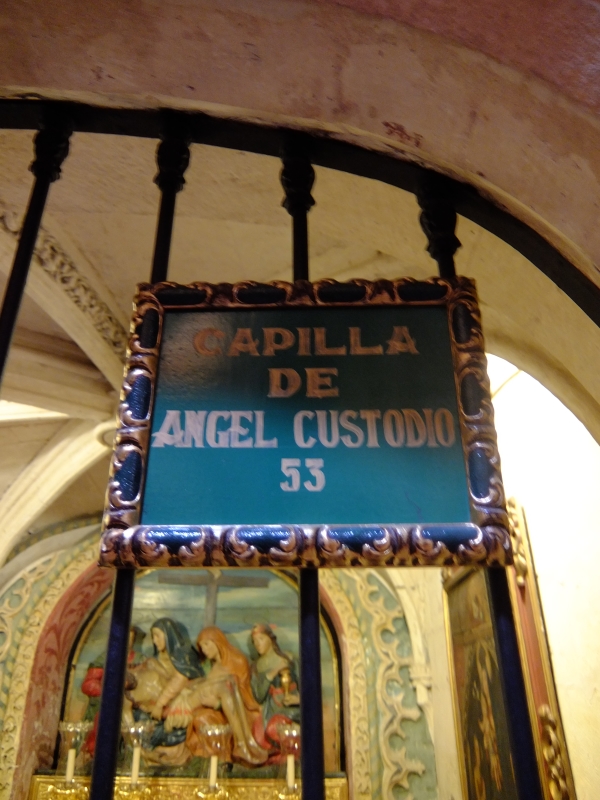 CAPILLA
DE
ANGEL CUSTODIO
53